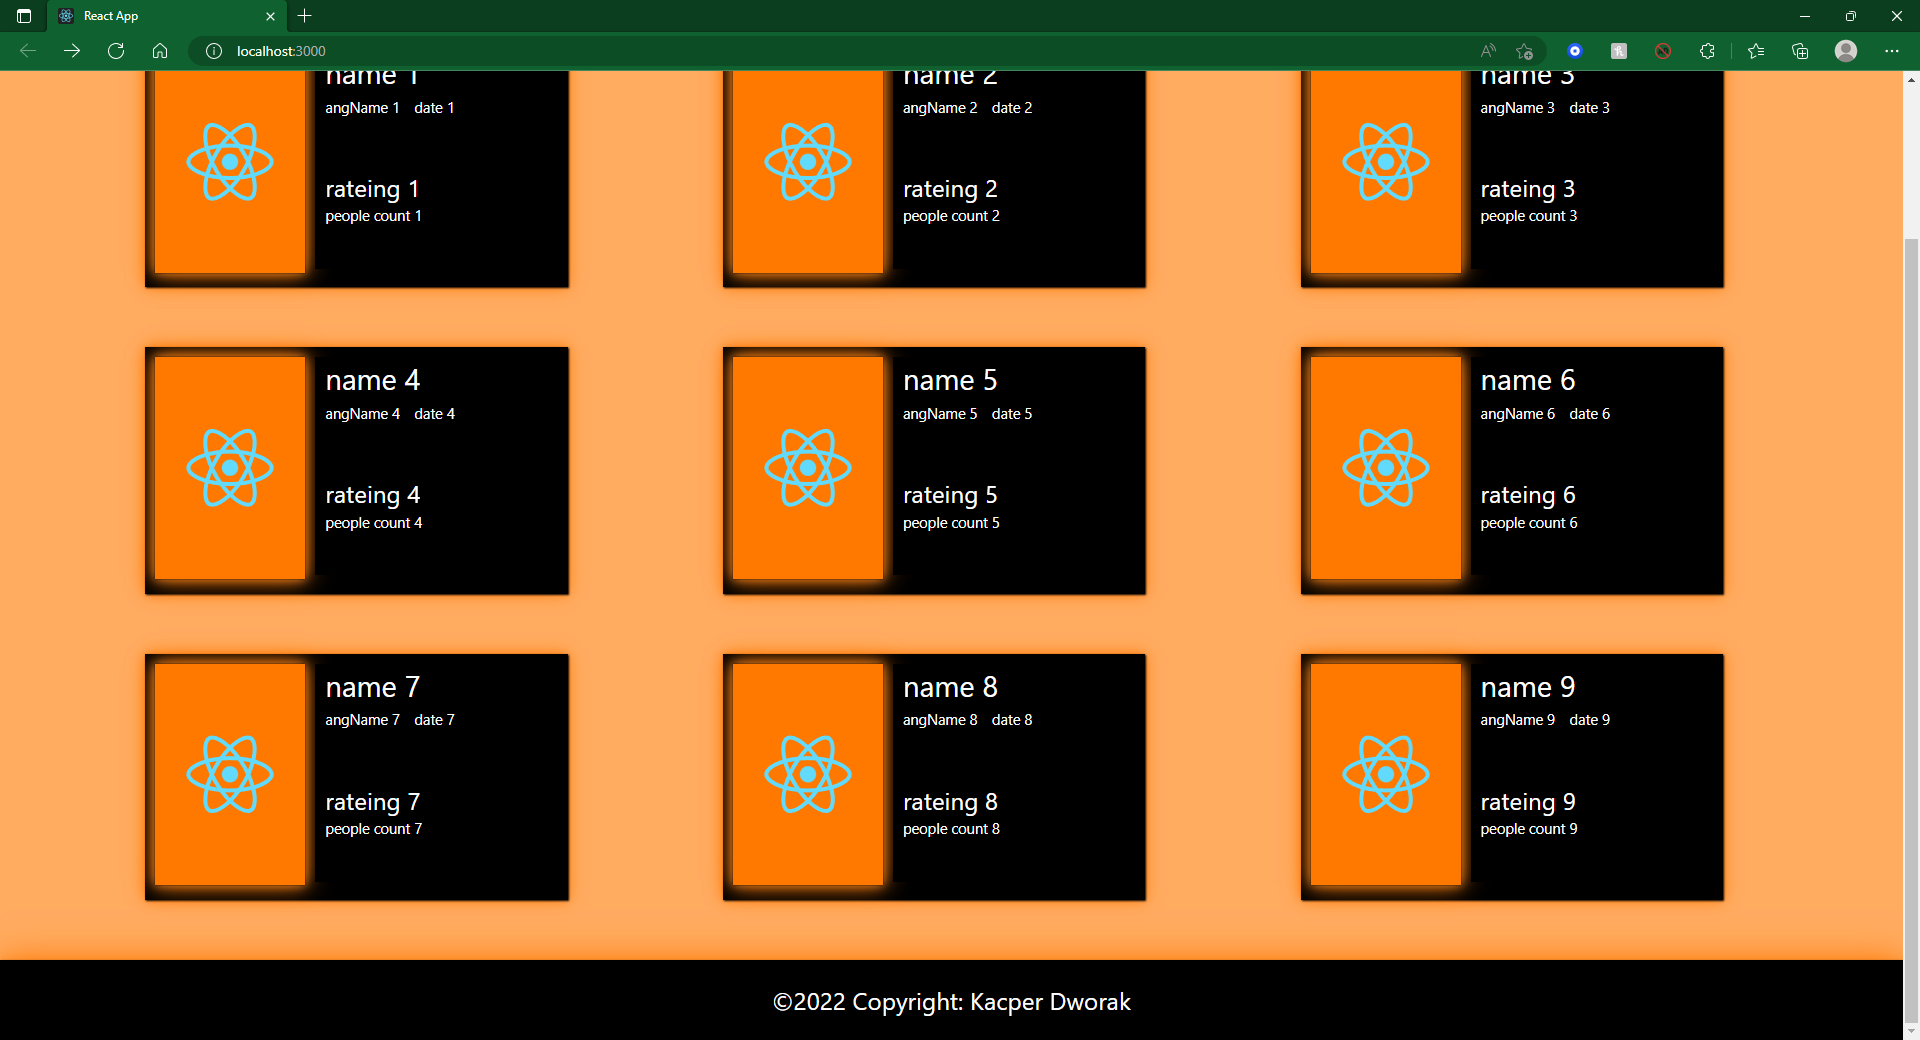 React App
localhost:3000
name 1
angName 1 date 1
rateing 1
people count 1
name 2
angName 2 date 2
rateing 2
people count 2
name 3
angName 3 date 3
rateing 3
people count 3
name 4
angName 4 date 4
rateing 4
people count 4
name 5
angName 5 date 5
rateing 5
people count 5
name 6
angName 6 date 6
rateing 6
people count 6
name 7
angName 7 date 7
rateing 7
people count 7
name 8
angName 8 date 8
rateing 8
people count 8
name 9
angName 9 date 9
rateing 9
people count 9
©2022 Copyright: Kacper Dworak